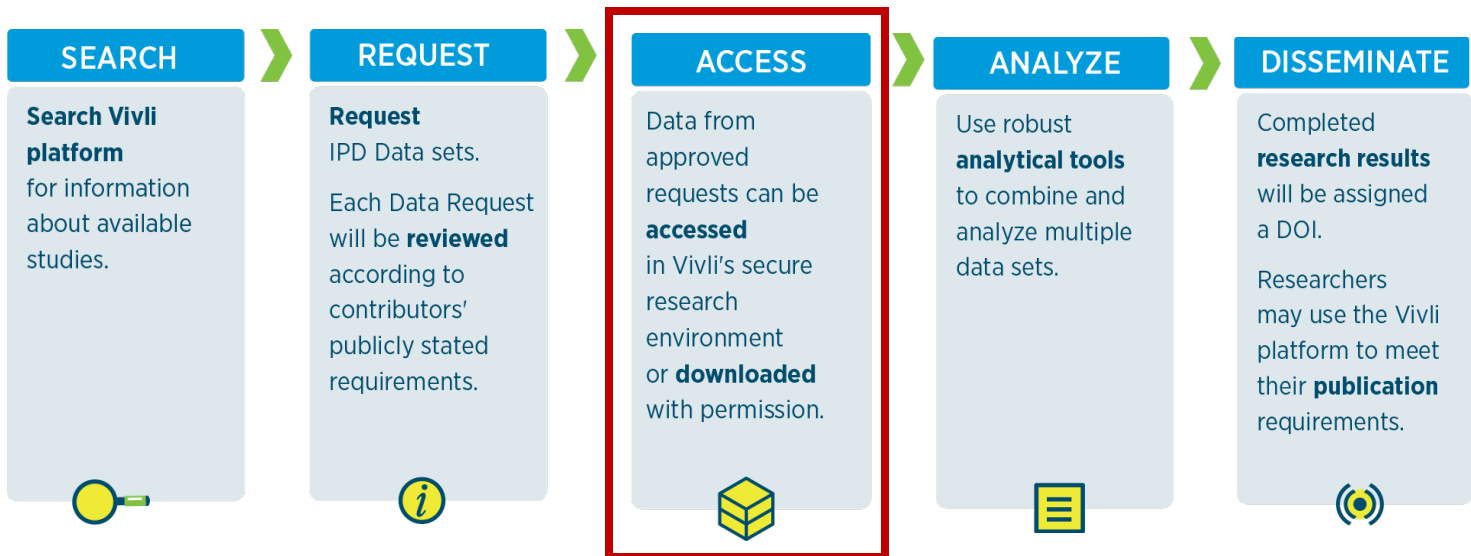 SEARCH
Search Vivli
platform
for information
about available
studies.
REQUEST
Request
IPD Data sets.
Each Data Request
will be reviewed
according to
contributors'
publicly stated
requirements.
i
ACCESS
Data from
approved
requests can be
accessed
in Vivli's secure
research
environment
or downloaded
with permission.
ANALYZE
Use robust
analytical tools
to combine and
analyze multiple
data sets.
DISSEMINATE
Completed
research results
will be assigned
a DOI.
Researchers
may use the Vivli
platform to meet
their publication
requirements.